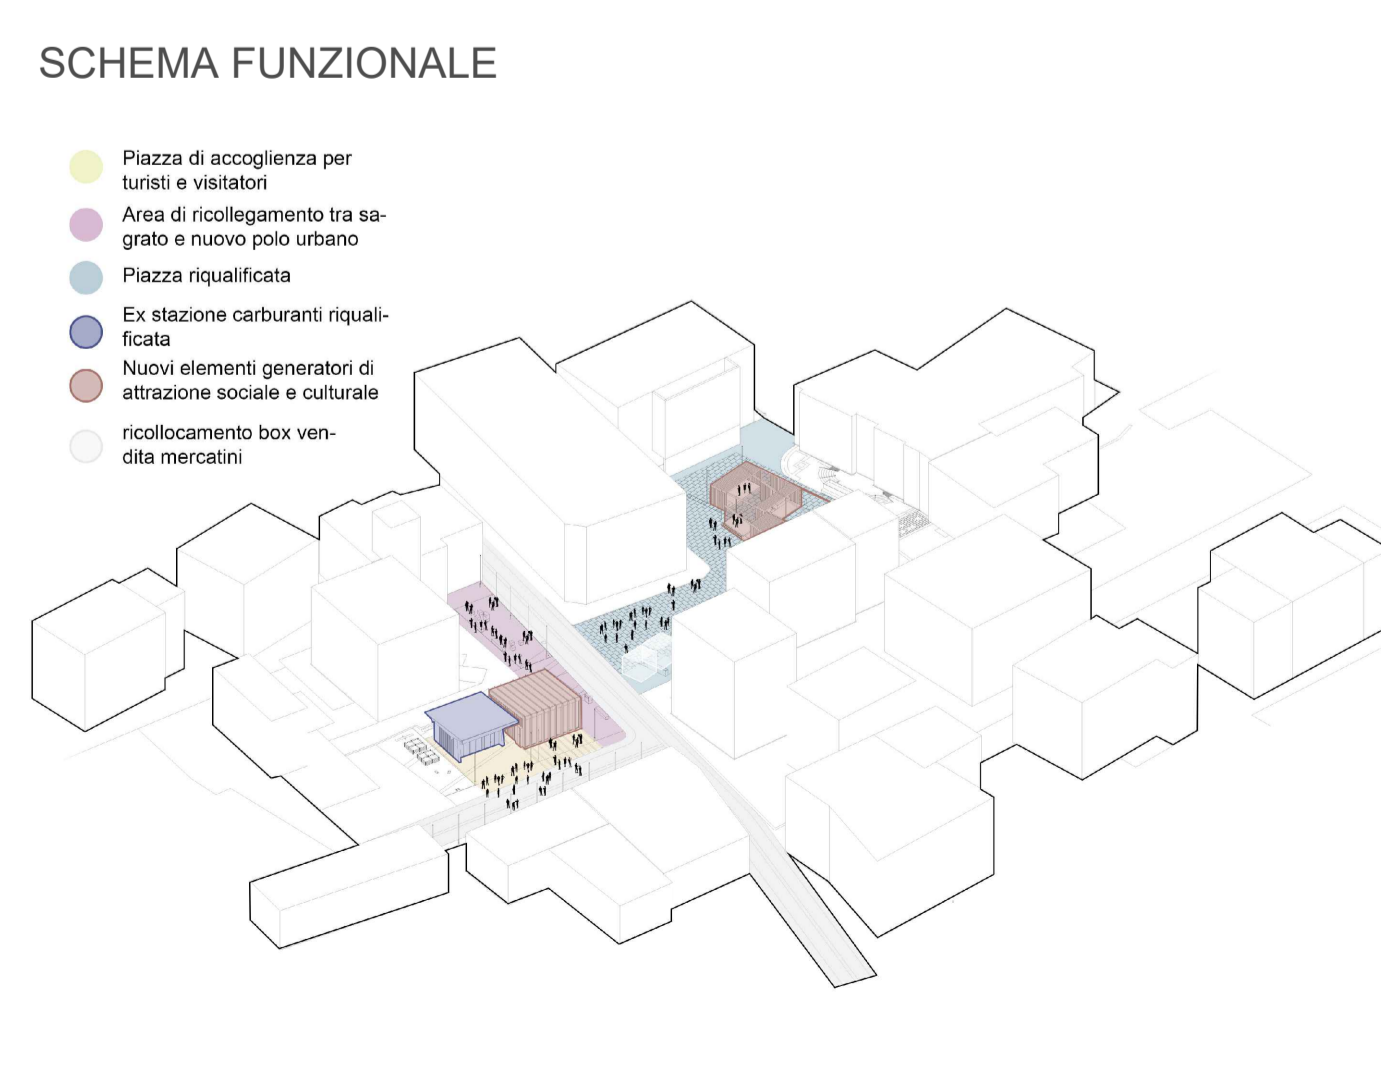 SCHEMA FUNZIONALE
Piazza di accoglienza per
turisti e visitatori
Area di ricollegamento tra sa-
grato e nuovo polo urbano
Piazza riqualificata
Ex stazione carburanti riquali-
ficata
Nuovi elementi generatori di
attrazione sociale e culturale
ricollocamento box ven-
dita mercatini